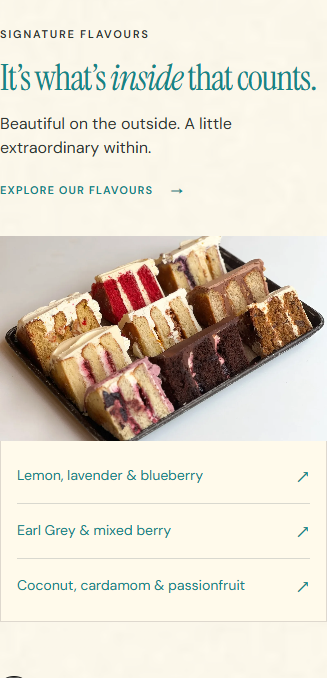 SIGNATURE FLAVOURS
It's what's inside that counts.
Beautiful on the outside. A little
extraordinary within.
EXPLORE OUR FLAVOURS →
Lemon, lavender & blueberry ↗
Earl Grey & mixed berry ↗
Coconut, cardamom & passionfruit ↗